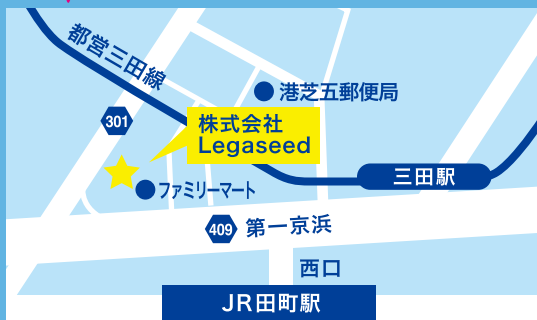 都営三田線
港芝五郵便局
301
株式会社
Legaseed
三田駅
ファミリーマート
409
第一京浜
西口
JR田町駅